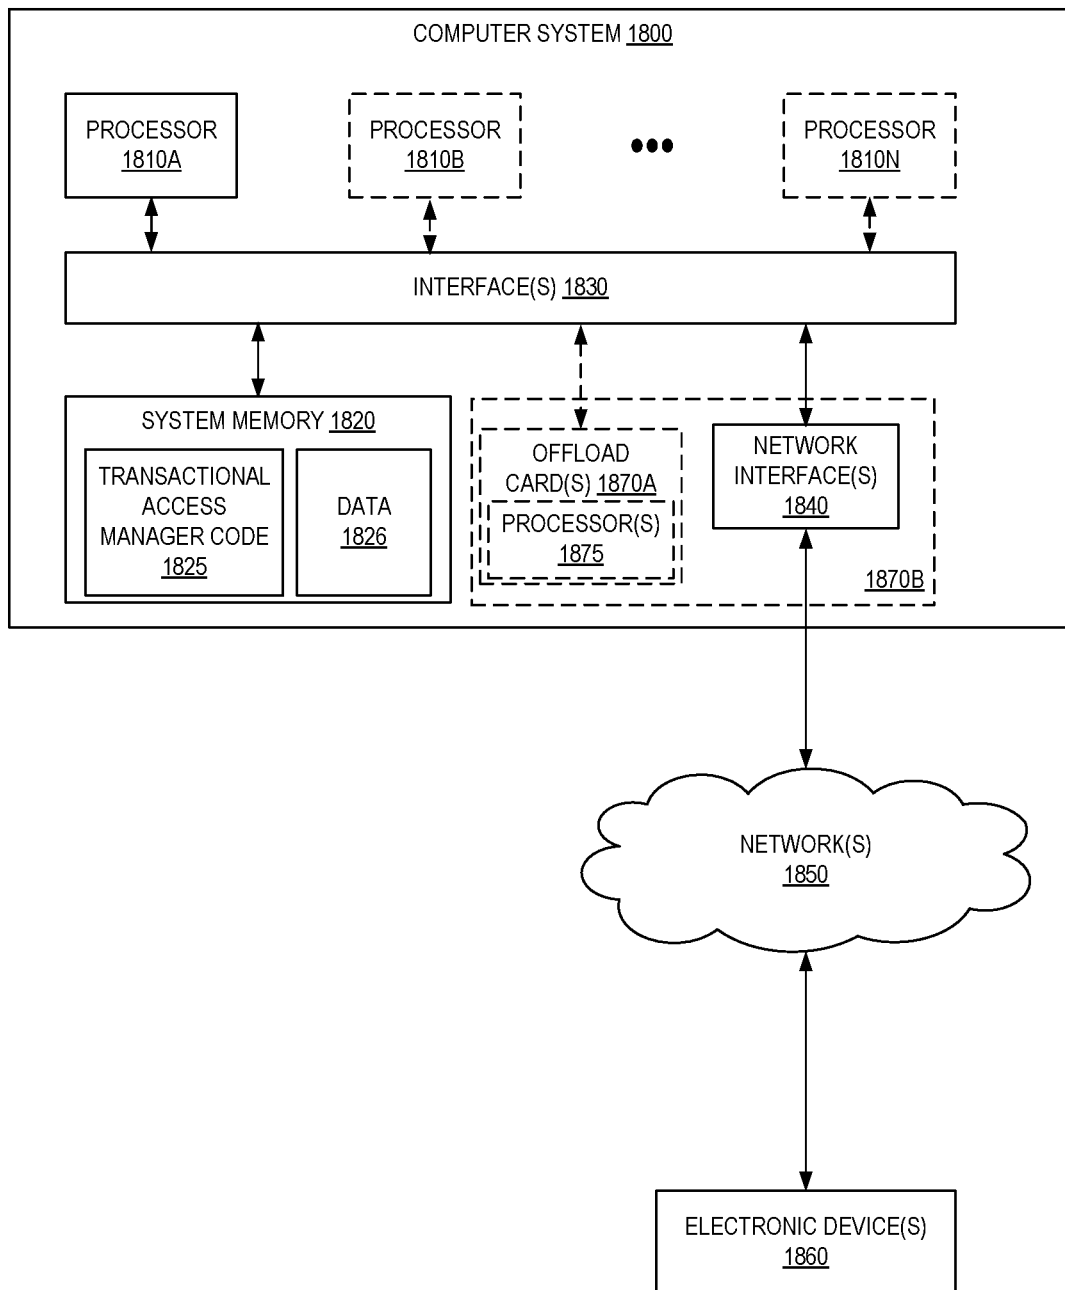 COMPUTER SYSTEM 1800
PROCESSOR
1810A
PROCESSOR
1810B
PROCESSOR
1810N
INTERFACE(S) 1830
SYSTEM MEMORY 1820
TRANSACTIONAL
ACCESS
MANAGER CODE
1825
DATA
1826
OFFLOAD
CARD(S) 1870A
PROCESSOR(S)
1875
NETWORK
INTERFACE(S)
1840
1870B
NETWORK(S)
1850
ELECTRONIC DEVICE(S)
1860